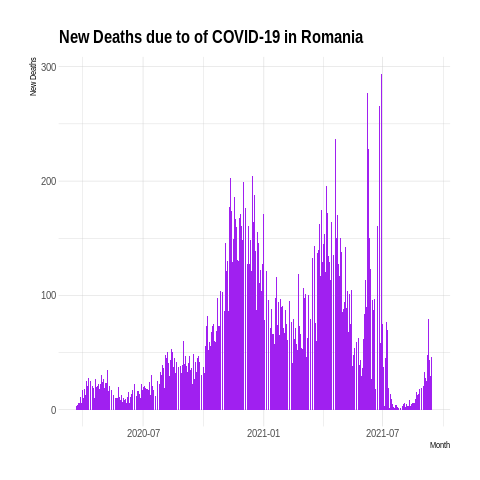 New Deaths due to of COVID-19 in Romania
New Deaths
300
200
100
0
2020-07
2021-01
2021-07
Month